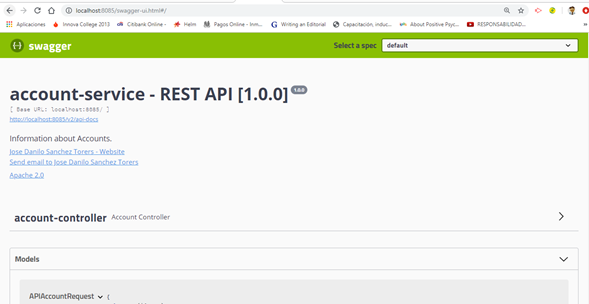 localhost:8085/swagger-ui.html#/
Aplicaciones Innova College 2013 Citibank Online - Helm Pagos Online - Inm... Writing an Editorial Capacitación, induc... About Positive Psyc... RESPONSABILIDAD...
swagger Select a spec default
account-service - REST API [1.0.0] 1.0.0
[ Base URL: localhost:8085/ ]
http://localhost:8085/v2/api-docs
Information about Accounts.
Jose Danilo Sanchez Torers - Website
Send email to Jose Danilo Sanchez Torers
Apache 2.0
account-controller Account Controller
Models
APIAccountRequest {